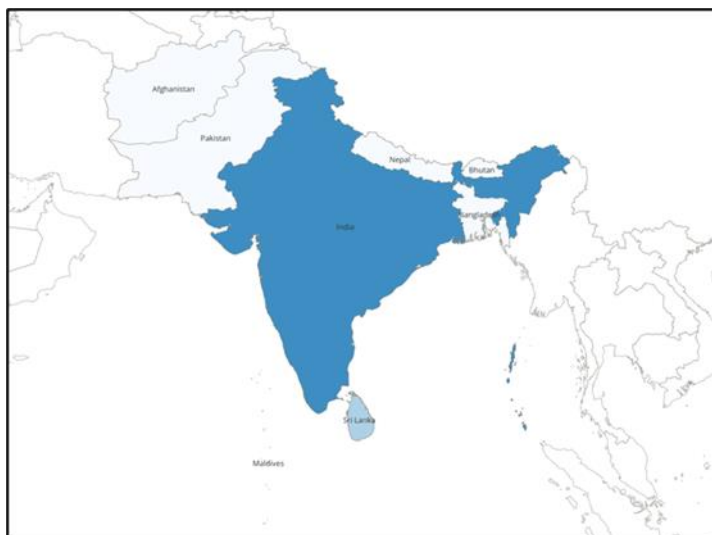 Afghanistan
Pakistan
Nepal
Bhutan
Bangladesh
India
Sri Lanka
Maldives